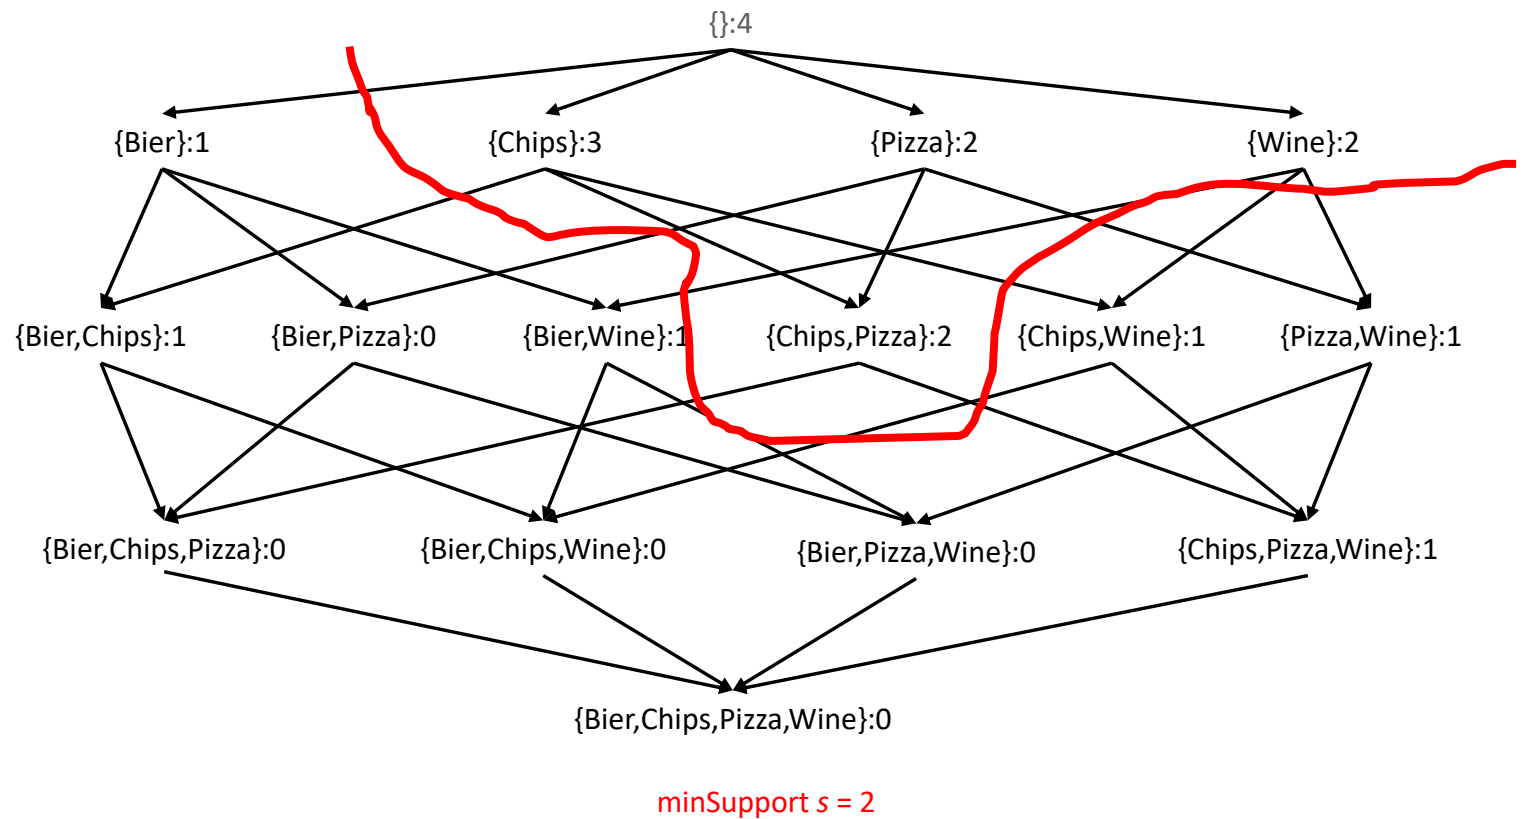 {}:4
{Bier}:1 {Chips}:3 {Pizza}:2 {Wine}:2
{Bier,Chips}:1 {Bier,Pizza}:0 {Bier,Wine}:1 {Chips,Pizza}:2 {Chips,Wine}:1 {Pizza,Wine}:1
{Bier,Chips,Pizza}:0 {Bier,Chips,Wine}:0 {Bier,Pizza,Wine}:0 {Chips,Pizza,Wine}:1
{Bier,Chips,Pizza,Wine}:0
minSupport s = 2